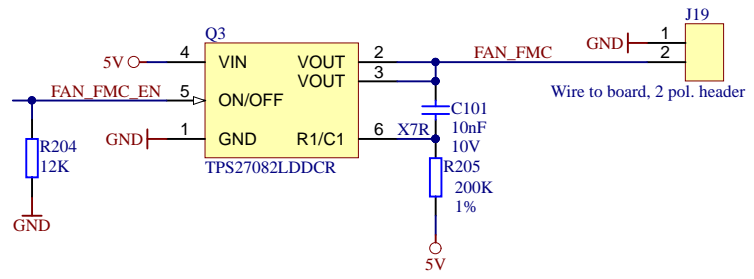 J19
Q3
5V
4
VIN
VOUT
2
FAN_FMC
GND
1
VOUT
3
2
FAN_FMC_EN
5
ON/OFF
Wire to board, 2 pol. header
C101
10nF
10V
GND
1
GND
R1/C1
6
X7R
R204
12K
TPS27082LDDCR
R205
200K
1%
GND
5V